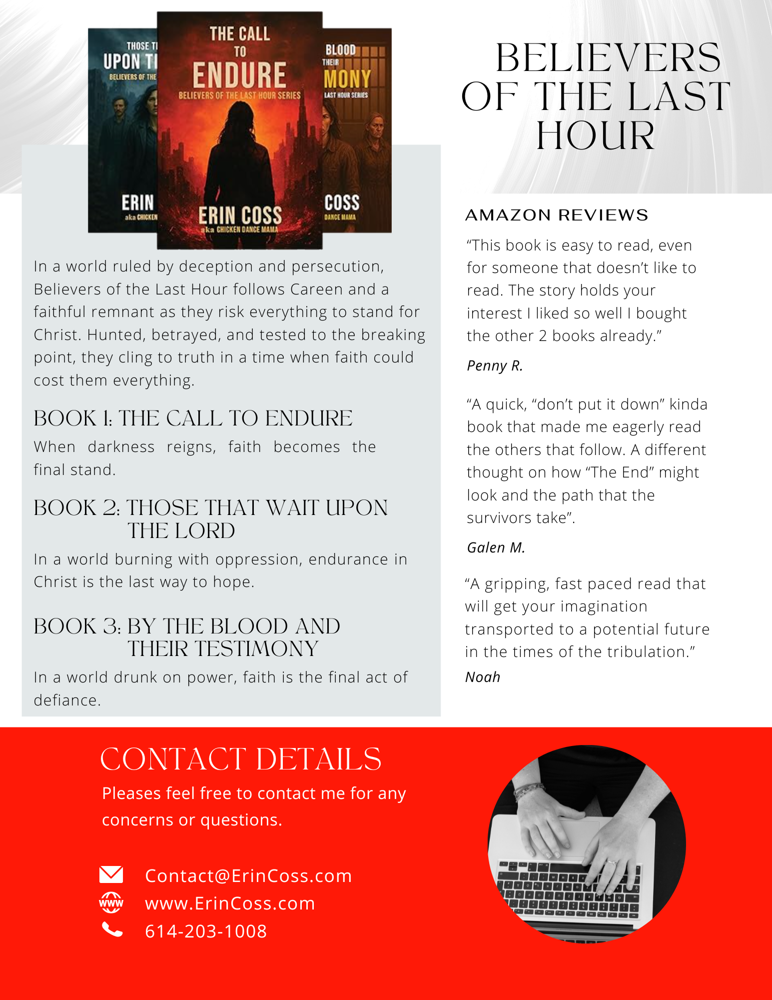 THOSE
UPON
BELIEVERS OF THE
ERIN
aka CHICKEN
THE CALL
TO
ENDURE
BELIEVERS OF THE LAST HOUR SERIES
ERIN COSS
aka CHICKEN DANCE MAMA
BLOOD
THEIR
MONY
LAST HOUR SERIES
COSS
DANCE MAMA
BELIEVERS
OF THE LAST
HOUR
In a world ruled by deception and persecution,
Believers of the Last Hour follows Careen and a
faithful remnant as they risk everything to stand for
Christ. Hunted, betrayed, and tested to the breaking
point, they cling to truth in a time when faith could
cost them everything.
BOOK 1: THE CALL TO ENDURE
When darkness reigns, faith becomes the
final stand.
BOOK 2: THOSE THAT WAIT UPON
THE LORD
In a world burning with oppression, endurance in
Christ is the last way to hope.
BOOK 3: BY THE BLOOD AND
THEIR TESTIMONY
In a world drunk on power, faith is the final act of
defiance.
AMAZON REVIEWS
“This book is easy to read, even
for someone that doesn’t like to
read. The story holds your
interest I liked so well I bought
the other 2 books already.”
Penny R.
“A quick, “don’t put it down” kinda
book that made me eagerly read
the others that follow. A different
thought on how “The End” might
look and the path that the
survivors take”.
Galen M.
“A gripping, fast paced read that
will get your imagination
transported to a potential future
in the times of the tribulation.”
Noah
CONTACT DETAILS
Pleases feel free to contact me for any
concerns or questions.
Contact@ErinCoss.com
WWW
www.ErinCoss.com
614-203-1008